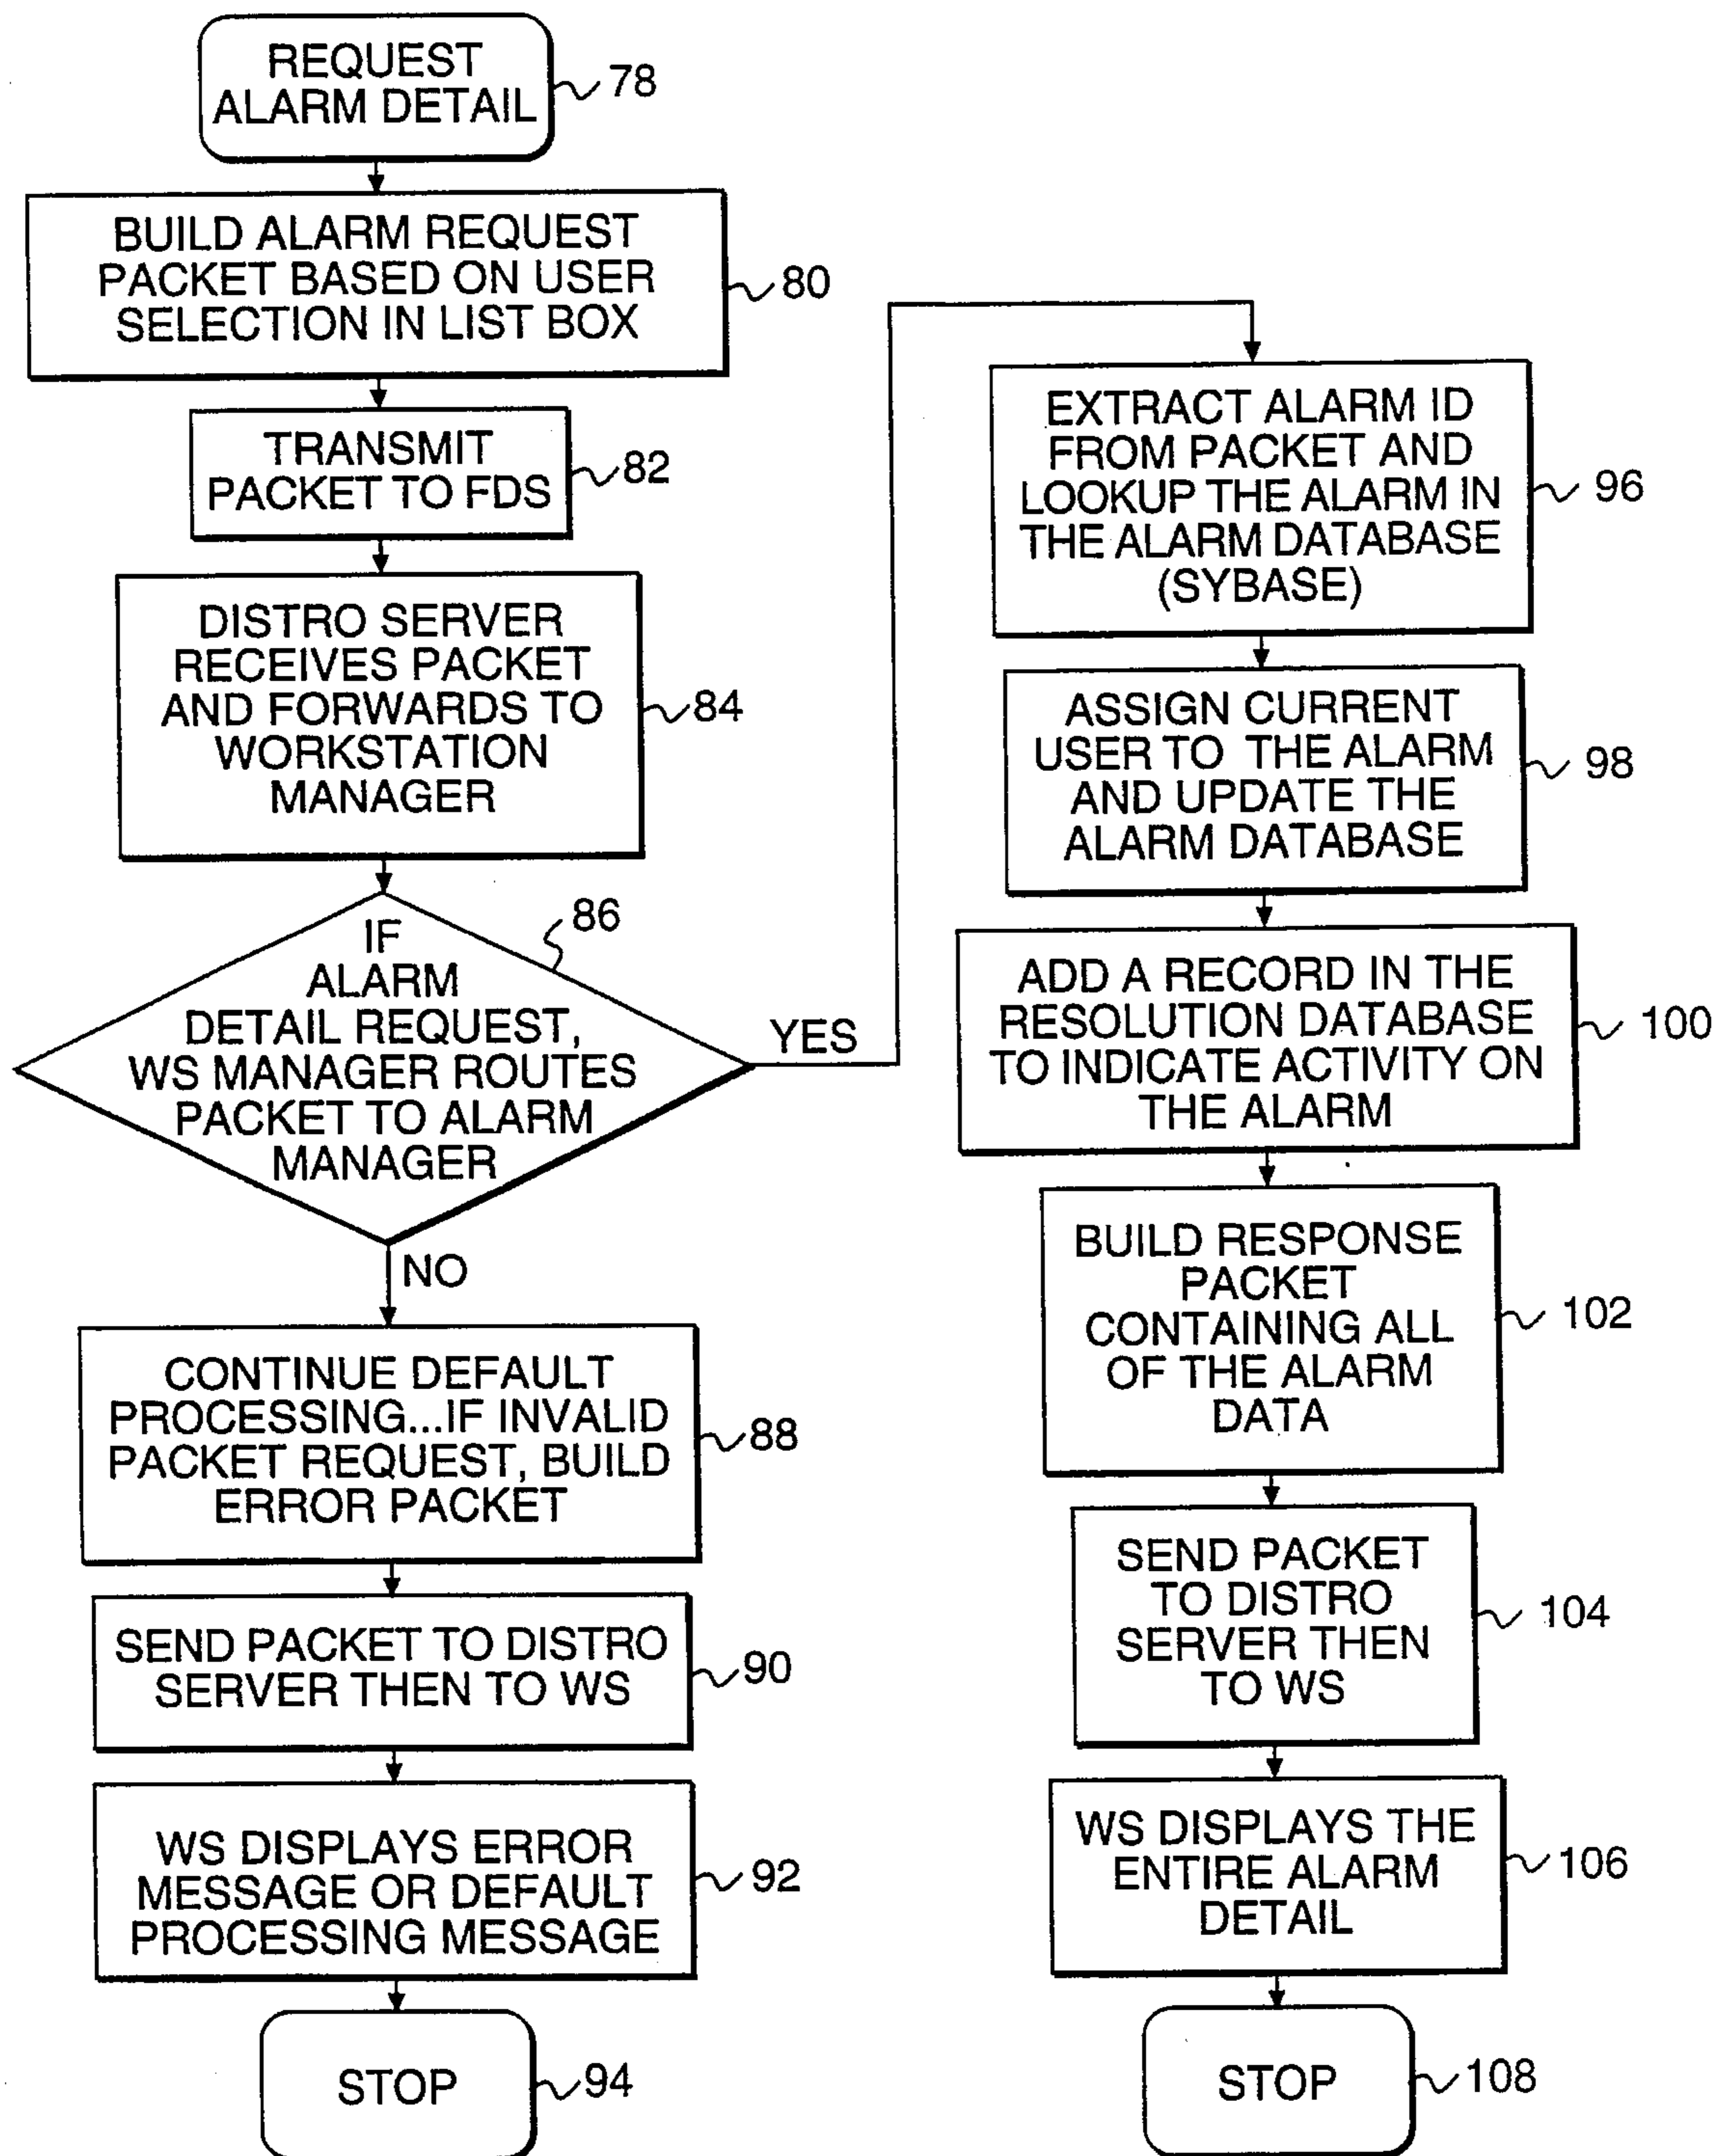 REQUEST
ALARM DETAIL
78
BUILD ALARM REQUEST
PACKET BASED ON USER
SELECTION IN LIST BOX
80
TRANSMIT
PACKET TO FDS
82
DISTRO SERVER
RECEIVES PACKET
AND FORWARDS TO
WORKSTATION
MANAGER
84
IF
ALARM
DETAIL REQUEST,
WS MANAGER ROUTES
PACKET TO ALARM
MANAGER
86
YES
NO
CONTINUE DEFAULT
PROCESSING...IF INVALID
PACKET REQUEST, BUILD
ERROR PACKET
88
SEND PACKET TO DISTRO
SERVER THEN TO WS
90
WS DISPLAYS ERROR
MESSAGE OR DEFAULT
PROCESSING MESSAGE
92
STOP
94
EXTRACT ALARM ID
FROM PACKET AND
LOOKUP THE ALARM IN
THE ALARM DATABASE
(SYBASE)
96
ASSIGN CURRENT
USER TO THE ALARM
AND UPDATE THE
ALARM DATABASE
98
ADD A RECORD IN THE
RESOLUTION DATABASE
TO INDICATE ACTIVITY ON
THE ALARM
100
BUILD RESPONSE
PACKET
CONTAINING ALL
OF THE ALARM
DATA
102
SEND PACKET
TO DISTRO
SERVER THEN
TO WS
104
WS DISPLAYS THE
ENTIRE ALARM
DETAIL
106
STOP
108